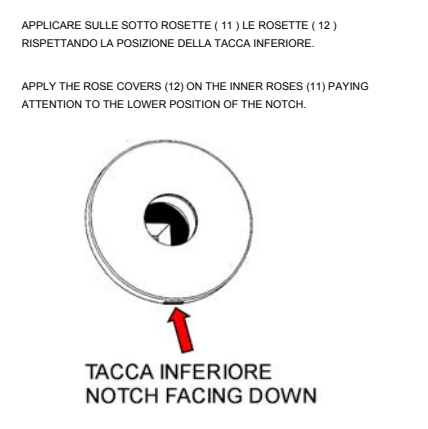 APPLICARE SULLE SOTTO ROSETTE ( 11 ) LE ROSETTE ( 12 )
RISPETTANDO LA POSIZIONE DELLA TACCA INFERIORE.
APPLY THE ROSE COVERS (12) ON THE INNER ROSES (11) PAYING
ATTENTION TO THE LOWER POSITION OF THE NOTCH.
TACCA INFERIORE
NOTCH FACING DOWN